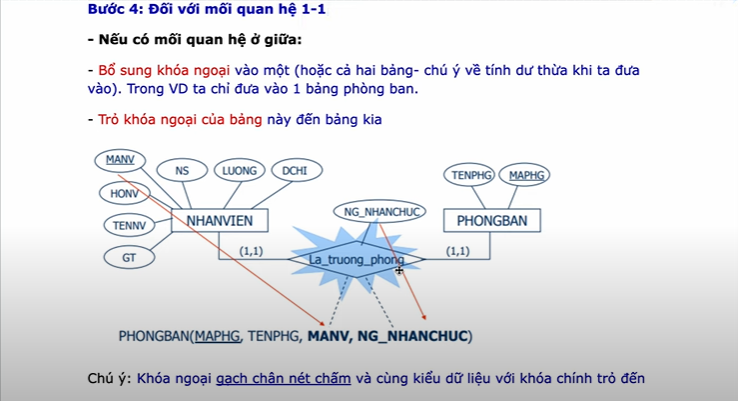 Bước 4: Đối với mối quan hệ 1-1
- Nếu có mối quan hệ ở giữa:
- Bổ sung khóa ngoại vào một (hoặc cả hai bảng- chú ý về tính dư thừa khi ta đưa
vào). Trong VD ta chỉ đưa vào 1 bảng phòng ban.
- Trỏ khóa ngoại của bảng này đến bảng kia
MANV
NS
LUONG
DCHI
TENPHG
MAPHG
HONV
NG_NHANCHUC
NHANVIEN
PHONGBAN
TENNV
(1,1)
(1,1)
GT
La_truong_phong
PHONGBAN(MAPHG, TENPHG, MANV, NG_NHANCHUC)
Chú ý: Khóa ngoại gạch chân nét chấm và cùng kiểu dữ liệu với khóa chính trỏ đến